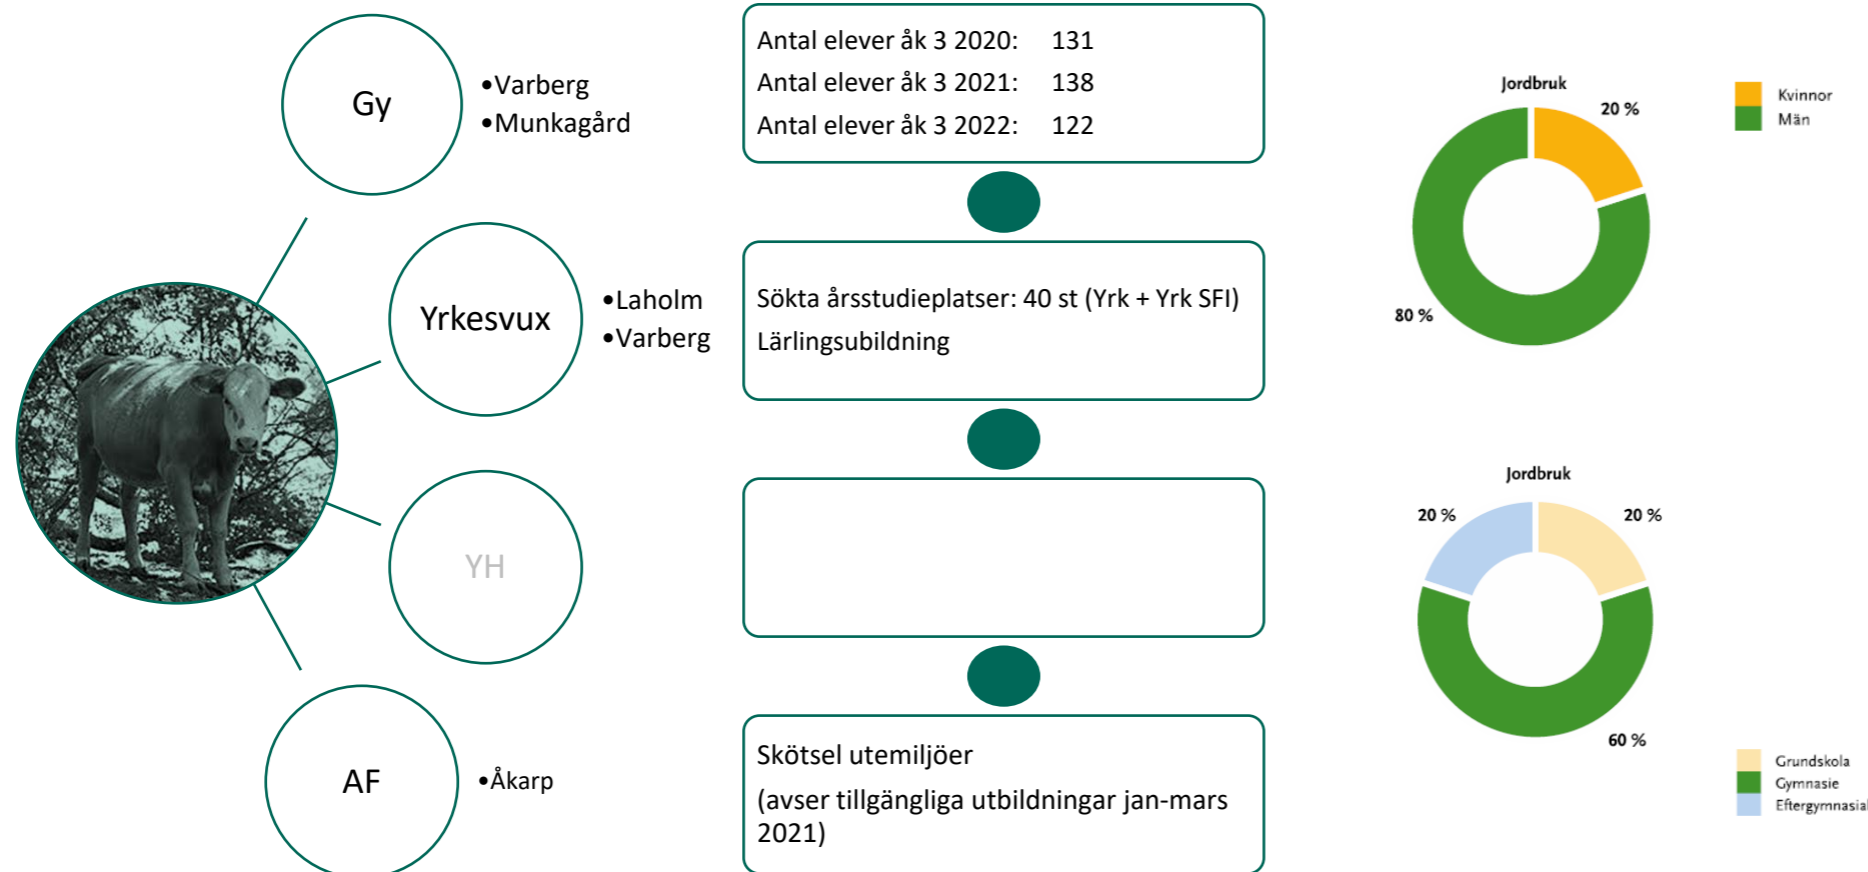 Gy
•Varberg
•Munkagård
Yrkesvux
•Laholm
•Varberg
YH
AF
•Åkarp
Antal elever åk 3 2020: 131
Antal elever åk 3 2021: 138
Antal elever åk 3 2022: 122
Sökta årsstudieplatser: 40 st (Yrk + Yrk SFI)
Lärlingsubildning
Skötsel utemiljöer
(avser tillgängliga utbildningar jan-mars
2021)
Jordbruk
20 %
80 %
Kvinnor
Män
Jordbruk
20 %
20 %
60 %
Grundskola
Gymnasie
Eftergymnasial